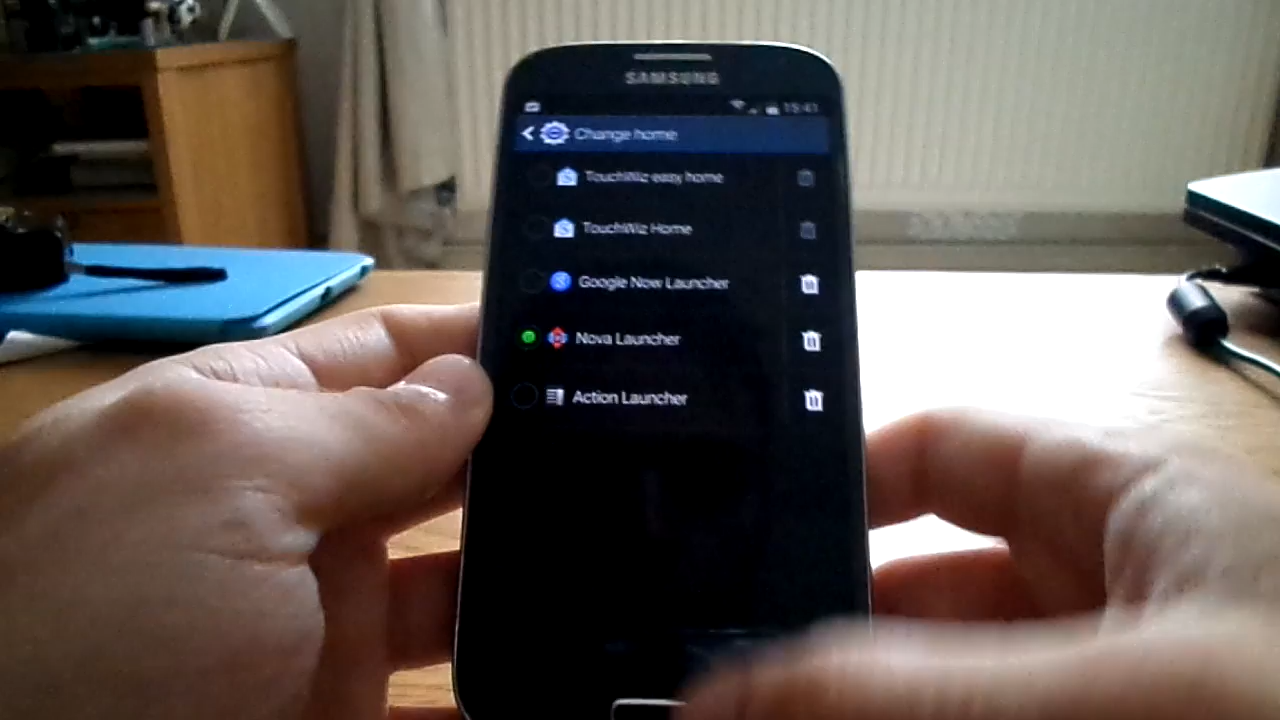 SAMSUNG
15:41
Change home
TouchWiz easy home
TouchWiz Home
Google Now Launcher
Nova Launcher
Action Launcher